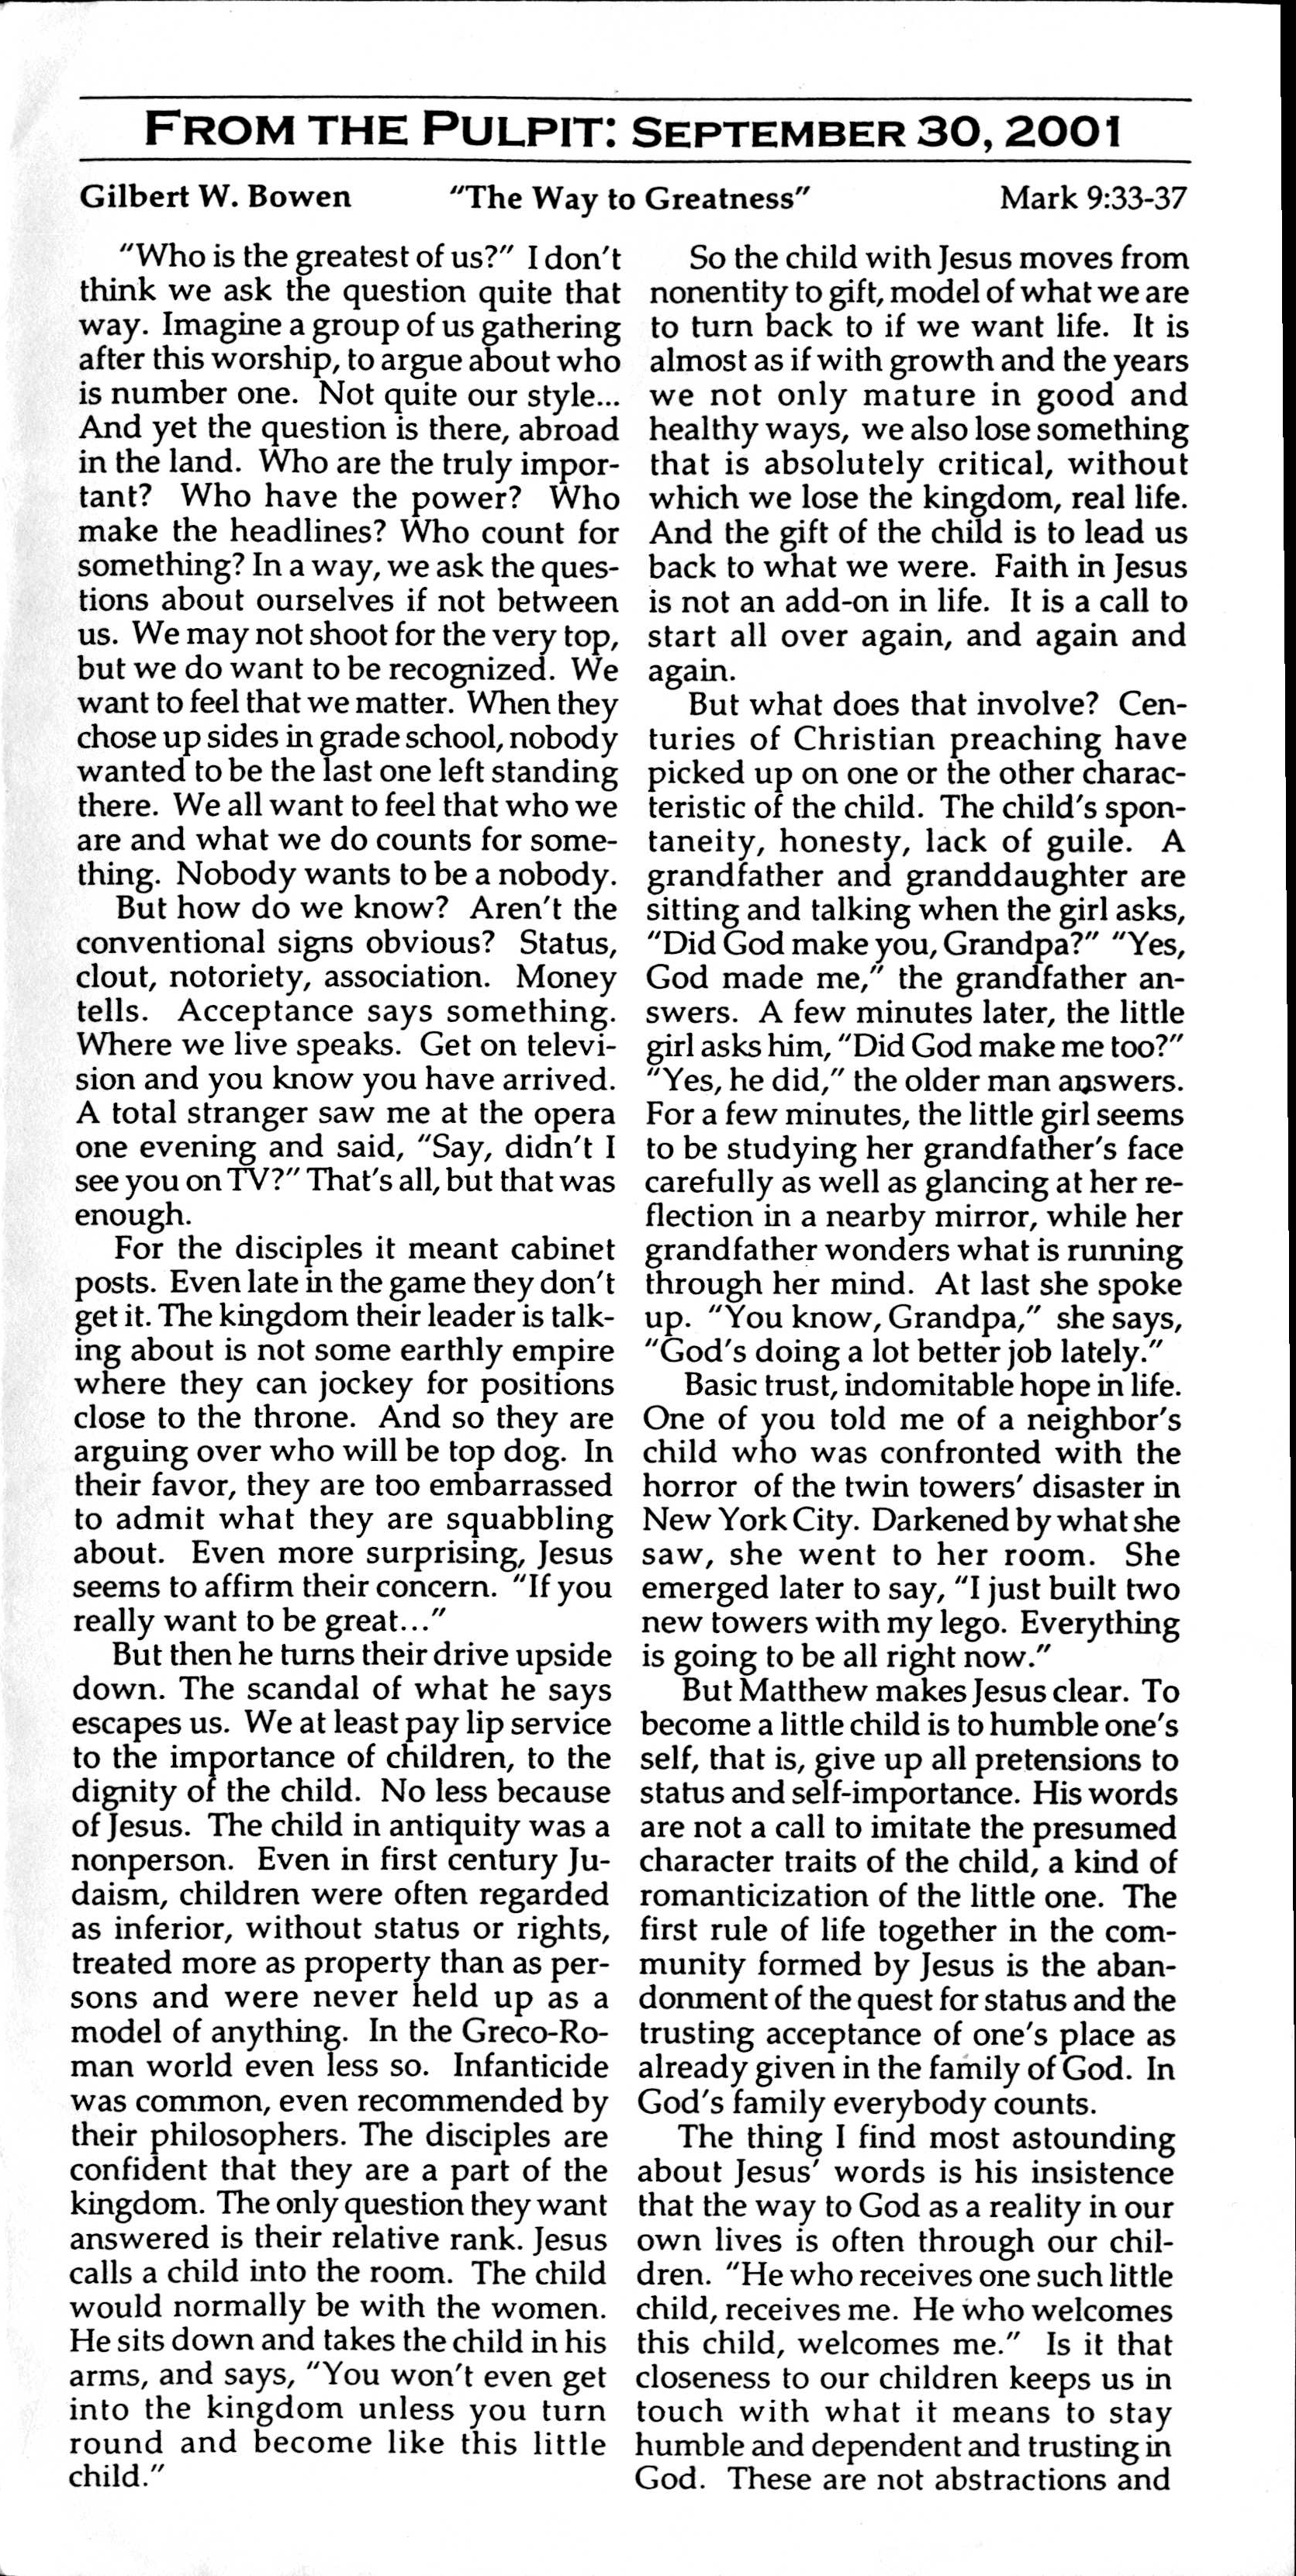 FROM THE PULPIT: SEPTEMBER 30, 2001
Gilbert W. Bowen "The Way to Greatness" Mark 9:33-37
"Who is the greatest of us?" I don't
think we ask the question quite that
way. Imagine a group of us gathering
after this worship, to argue about who
is number one. Not quite our style...
And yet the question is there, abroad
in the land. Who are the truly impor-
tant? Who have the power? Who
make the headlines? Who count for
something? In a way, we ask the ques-
tions about ourselves if not between
us. We may not shoot for the very top,
but we do want to be recognized. We
want to feel that we matter. When they
chose up sides in grade school, nobody
wanted to be the last one left standing
there. We all want to feel that who we
are and what we do counts for some-
thing. Nobody wants to be a nobody.
But how do we know? Aren't the
conventional signs obvious? Status,
clout, notoriety, association. Money
tells. Acceptance says something.
Where we live speaks. Get on televi-
sion and you know you have arrived.
A total stranger saw me at the opera
one evening and said, "Say, didn't I
see you on TV?" That's all, but that was
enough.
For the disciples it meant cabinet
posts. Even late in the game they don't
get it. The kingdom their leader is talk-
ing about is not some earthly empire
where they can jockey for positions
close to the throne. And so they are
arguing over who will be top dog. In
their favor, they are too embarrassed
to admit what they are squabbling
about. Even more surprising, Jesus
seems to affirm their concern. "If you
really want to be great..."
But then he turns their drive upside
down. The scandal of what he says
escapes us. We at least pay lip service
to the importance of children, to the
dignity of the child. No less because
of Jesus. The child in antiquity was a
nonperson. Even in first century Ju-
daism, children were often regarded
as inferior, without status or rights,
treated more as property than as per-
sons and were never held up as a
model of anything. In the Greco-Ro-
man world even less so. Infanticide
was common, even recommended by
their philosophers. The disciples are
confident that they are a part of the
kingdom. The only question they want
answered is their relative rank. Jesus
calls a child into the room. The child
would normally be with the women.
He sits down and takes the child in his
arms, and says, "You won't even get
into the kingdom unless you turn
round and become like this little
child."
So the child with Jesus moves from
nonentity to gift, model of what we are
to turn back to if we want life. It is
almost as if with growth and the years
we not only mature in good and
healthy ways, we also lose something
that is absolutely critical, without
which we lose the kingdom, real life.
And the gift of the child is to lead us
back to what we were. Faith in Jesus
is not an add-on in life. It is a call to
start all over again, and again and
again.
But what does that involve? Cen-
turies of Christian preaching have
picked up on one or the other charac-
teristic of the child. The child's spon-
taneity, honesty, lack of guile. A
grandfather and granddaughter are
sitting and talking when the girl asks,
"Did God make you, Grandpa?" "Yes,
God made me," the grandfather an-
swers. A few minutes later, the little
girl asks him, "Did God make me too?"
"Yes, he did," the older man answers.
For a few minutes, the little girl seems
to be studying her grandfather's face
carefully as well as glancing at her re-
flection in a nearby mirror, while her
grandfather wonders what is running
through her mind. At last she spoke
up. "You know, Grandpa," she says,
"God's doing a lot better job lately."
Basic trust, indomitable hope in life.
One of you told me of a neighbor's
child who was confronted with the
horror of the twin towers' disaster in
New York City. Darkened by what she
saw, she went to her room. She
emerged later to say, "I just built two
new towers with my lego. Everything
is going to be all right now."
But Matthew makes Jesus clear. To
become a little child is to humble one's
self, that is, give up all pretensions to
status and self-importance. His words
are not a call to imitate the presumed
character traits of the child, a kind of
romanticization of the little one. The
first rule of life together in the com-
munity formed by Jesus is the aban-
donment of the quest for status and the
trusting acceptance of one's place as
already given in the family of God. In
God's family everybody counts.
The thing I find most astounding
about Jesus' words is his insistence
that the way to God as a reality in our
own lives is often through our chil-
dren. "He who receives one such little
child, receives me. He who welcomes
this child, welcomes me." Is it that
closeness to our children keeps us in
touch with what it means to stay
humble and dependent and trusting in
God. These are not abstractions and